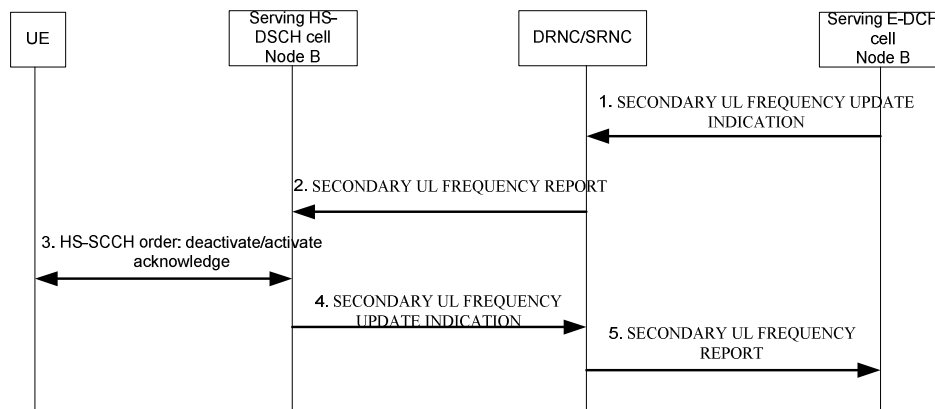 UE
Serving HS-
DSCH cell
Node B
DRNC/SRNC
Serving E-DCH
cell
Node B
1. SECONDARY UL FREQUENCY UPDATE
INDICATION
2. SECONDARY UL FREQUENCY REPORT
3. HS-SCCH order: deactivate/activate
acknowledge
4. SECONDARY UL FREQUENCY
UPDATE INDICATION
5. SECONDARY UL FREQUENCY
REPORT